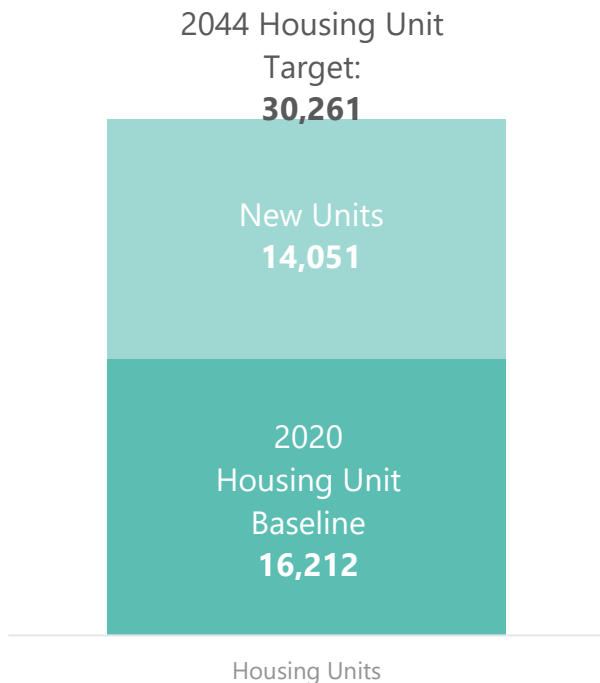 2044 Housing Unit
Target:
30,261
New Units
14,051
2020
Housing Unit
Baseline
16,212
Housing Units